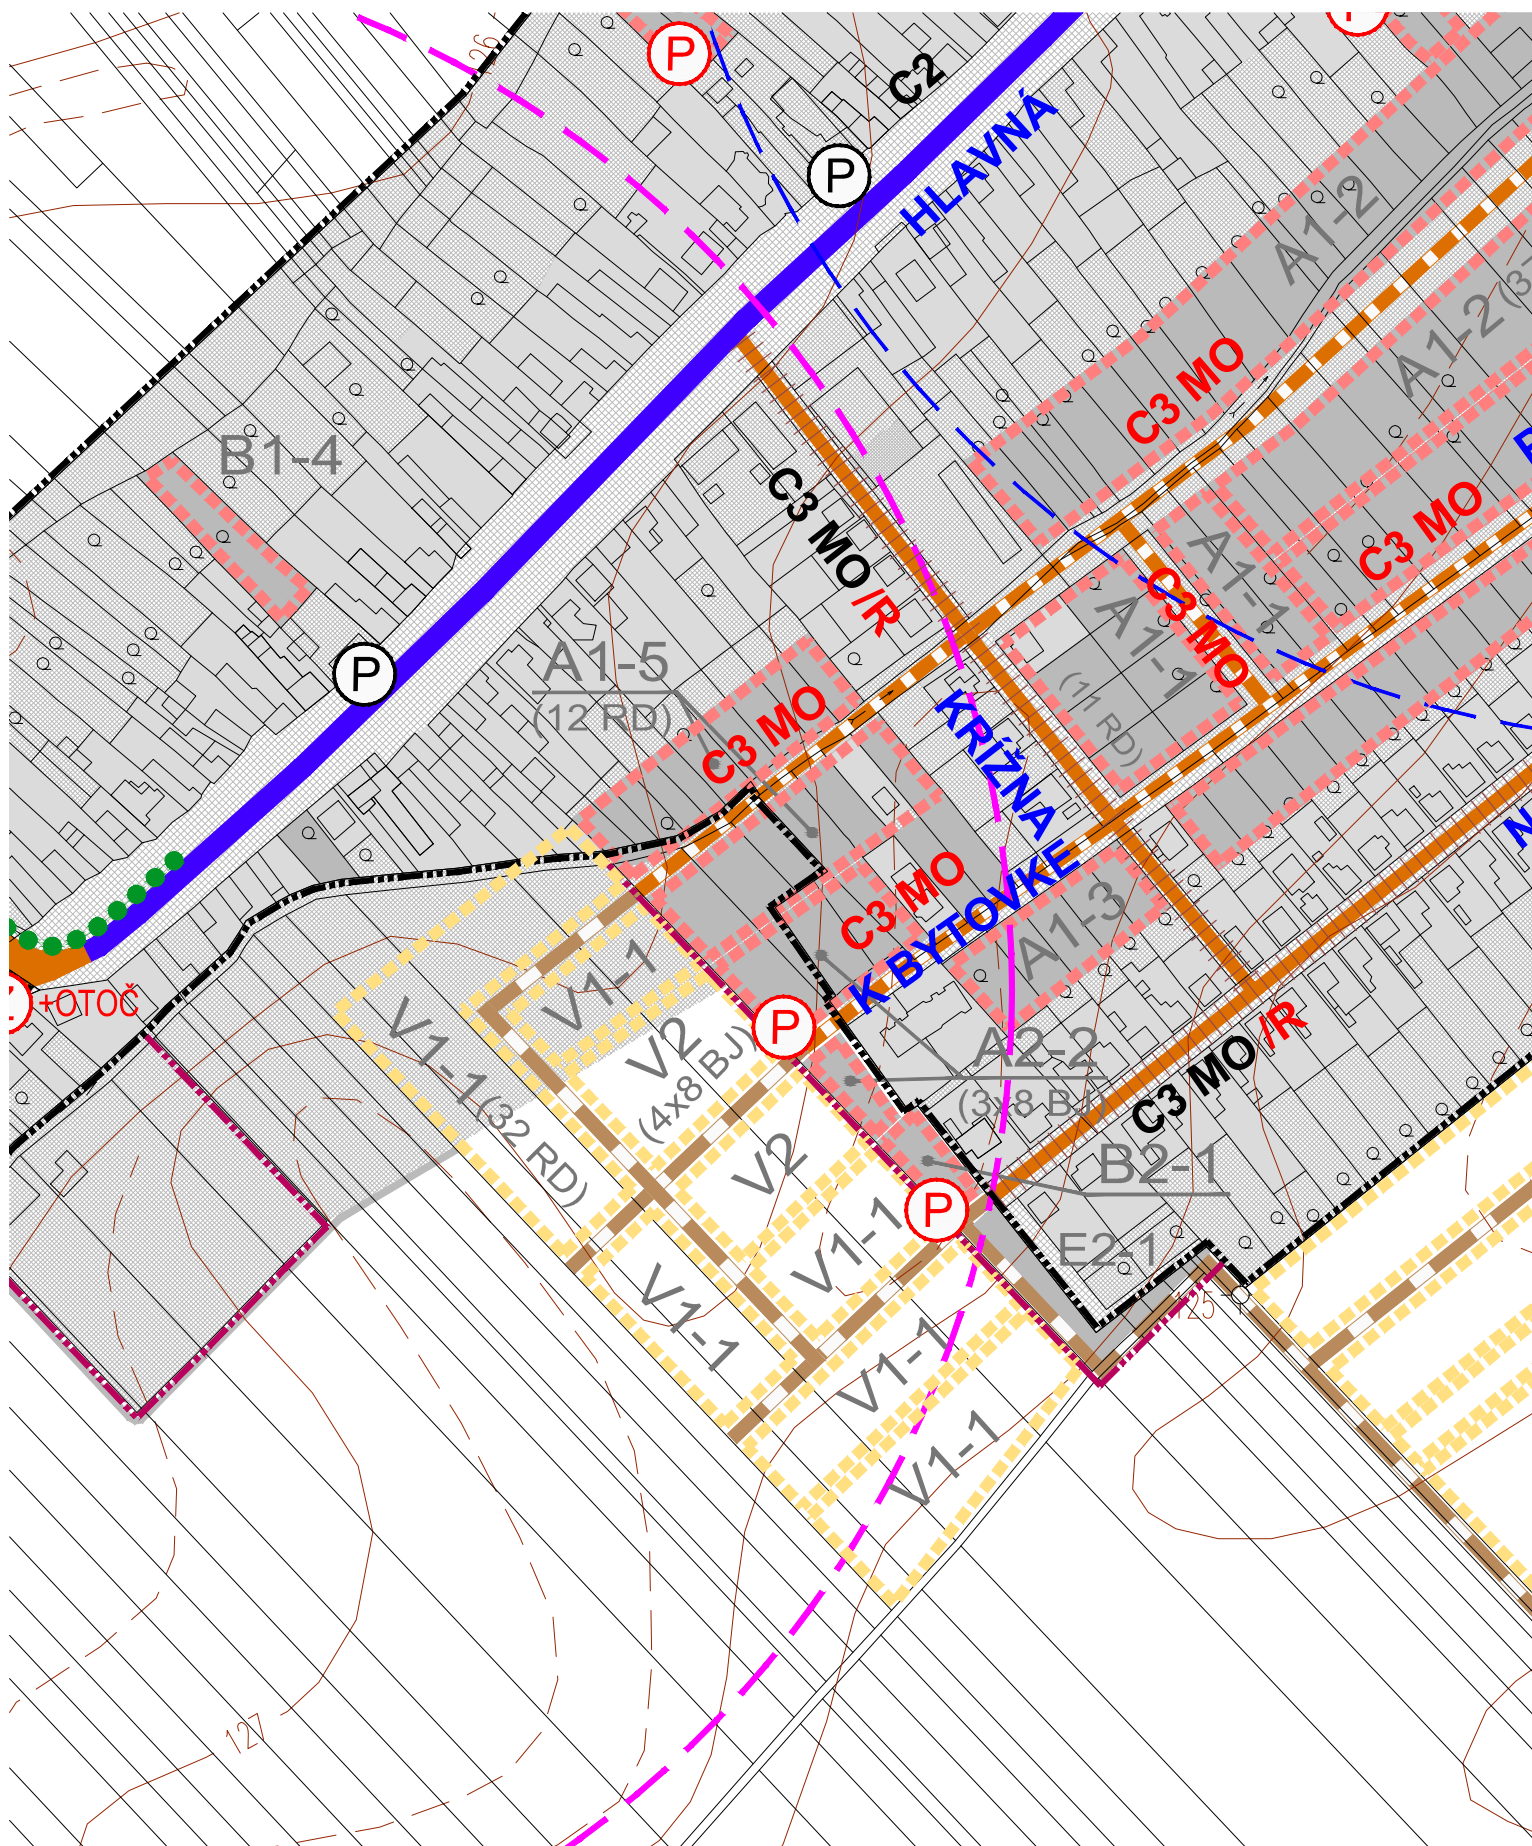 P
26
C2
P
HLAVNÁ
A1-2
A1-2
B1-4
C3 MO
C3 MO
C3 MO/R
A1-1
C3 MO
A1-1
(11 RD)
P
A1-5
(12 RD)
C3 MO
KRÍŽNA
C3 MO
K BYTOVKE
A1-3
+OTOČ
V1-1
V1-1
(32 RD)
V2
(4x8 BJ)
P
A2-2
(3x8 BJ)
C3 MO/R
V2
B2-1
P
V1-1
E2-1
V1-1
125
V1-1
V1-1
127